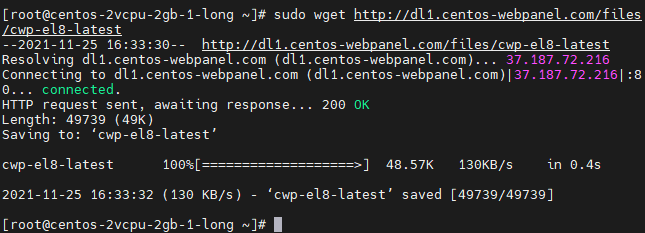 [root@centos-2vcpu-2gb-1-long ~]# sudo wget http://dl1.centos-webpanel.com/files
/cwp-el8-latest
--2021-11-25 16:33:30--  http://dl1.centos-webpanel.com/files/cwp-el8-latest
Resolving dl1.centos-webpanel.com (dl1.centos-webpanel.com)... 37.187.72.216
Connecting to dl1.centos-webpanel.com (dl1.centos-webpanel.com)|37.187.72.216|:8
0... connected.
HTTP request sent, awaiting response... 200 OK
Length: 49739 (49K)
Saving to: ‘cwp-el8-latest’
cwp-el8-latest      100%[===================>]  48.57K   130KB/s    in 0.4s
2021-11-25 16:33:32 (130 KB/s) - ‘cwp-el8-latest’ saved [49739/49739]
[root@centos-2vcpu-2gb-1-long ~]#